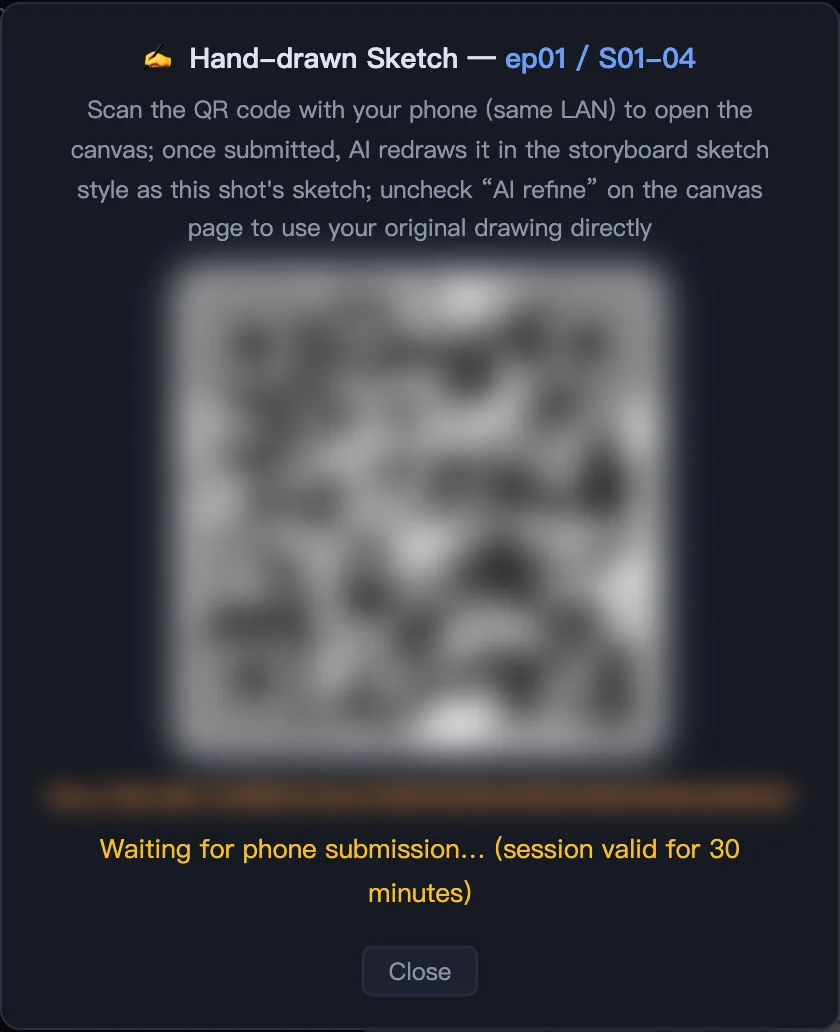 ✍️ Hand-drawn Sketch — ep01 / S01-04
Scan the QR code with your phone (same LAN) to open the
canvas; once submitted, AI redraws it in the storyboard sketch
style as this shot's sketch; uncheck “AI refine” on the canvas
page to use your original drawing directly
Waiting for phone submission... (session valid for 30
minutes)
Close